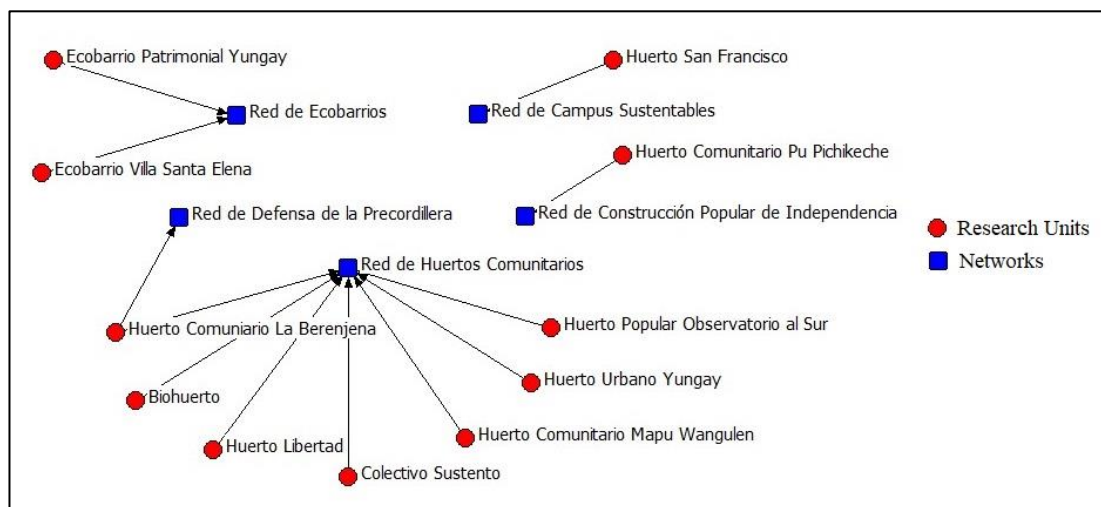 Ecobarrio Patrimonial Yungay
Huerto San Francisco
Red de Ecobarrios
Red de Campus Sustentables
Huerto Comunitario Pu Pichikeche
Ecobarrio Villa Santa Elena
Red de Defensa de la Precordillera
Red de Construcción Popular de Independencia
Research Units
Networks
Red de Huertos Comunitarios
Huerto Comuniario La Berenjena
Huerto Popular Observatorio al Sur
Huerto Urbano Yungay
Biohuerto
Huerto Comunitario Mapu Wangulen
Huerto Libertad
Colectivo Sustento